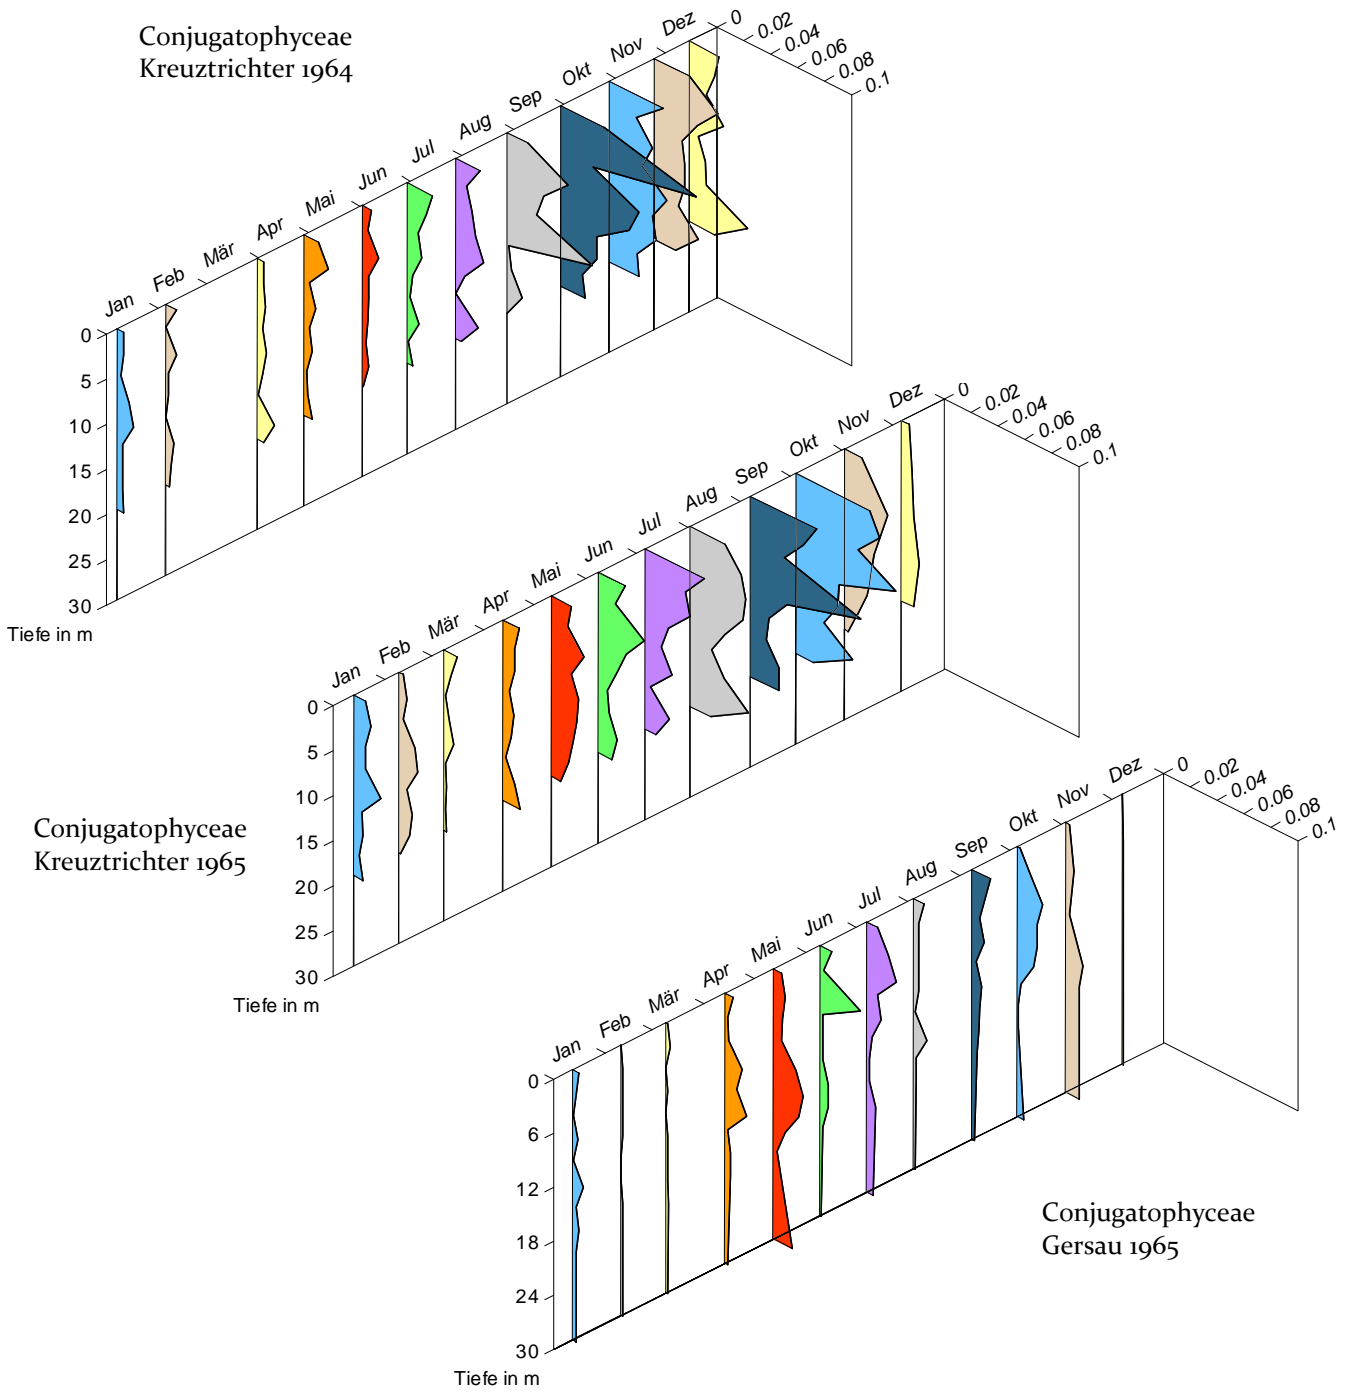 Conjugatophyceae
Kreuztrichter 1964
Jan
Feb
Mär
Apr
Mai
Jun
Jul
Aug
Sep
Okt
Nov
Dez
0
0.02
0.04
0.06
0.08
0.1
0
5
10
15
20
25
30
Tiefe in m
Conjugatophyceae
Kreuztrichter 1965
Jan
Feb
Mär
Apr
Mai
Jun
Jul
Aug
Sep
Okt
Nov
Dez
0
0.02
0.04
0.06
0.08
0.1
0
5
10
15
20
25
30
Tiefe in m
Jan
Feb
Mär
Apr
Mai
Jun
Jul
Aug
Sep
Okt
Nov
Dez
0
0.02
0.04
0.06
0.08
0.1
0
6
12
18
24
30
Tiefe in m
Conjugatophyceae
Gersau 1965